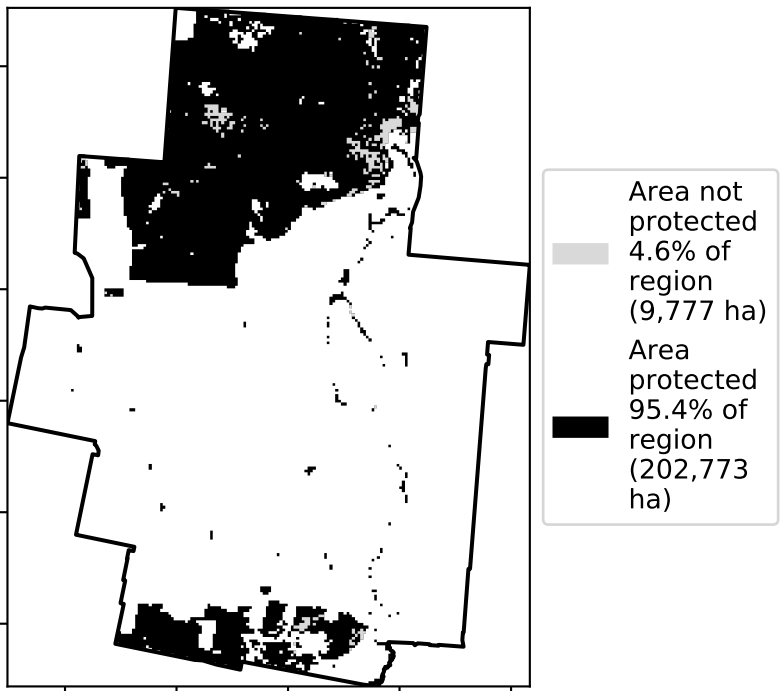 Area not
protected
4.6% of
region
(9,777 ha)
Area
protected
95.4% of
region
(202,773
ha)